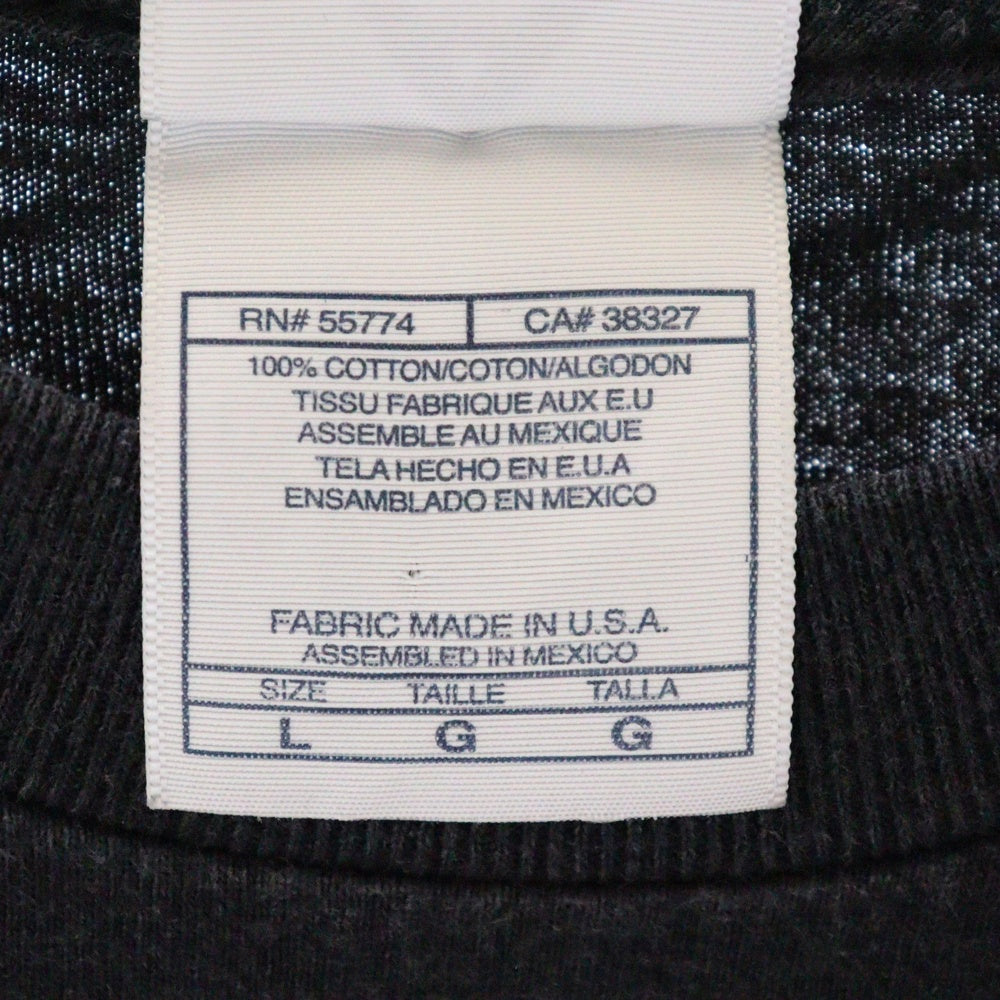 RN# 55774 CA# 38327
100% COTTON/COTON/ALGODON
TISSU FABRIQUE AUX E.U
ASSEMBLE AU MEXIQUE
TELA HECHO EN E.U.A
ENSAMBLADO EN MEXICO
FABRIC MADE IN U.S.A.
ASSEMBLED IN MEXICO
SIZE TAILLE TALLA
L G G